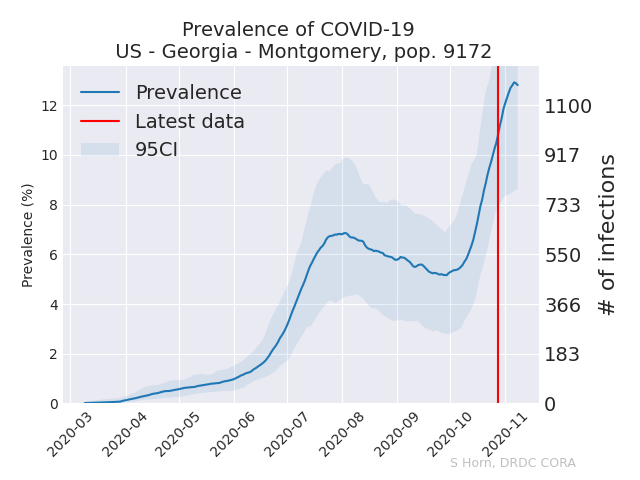 Prevalence of COVID-19
US - Georgia - Montgomery, pop. 9172
Prevalence
Latest data
95CI
Prevalence (%)
12
10
8
6
4
2
0
1100
917
733
550
366
183
0
# of infections
2020-03
2020-04
2020-05
2020-06
2020-07
2020-08
2020-09
2020-10
2020-11
S Horn, DRDC CORA